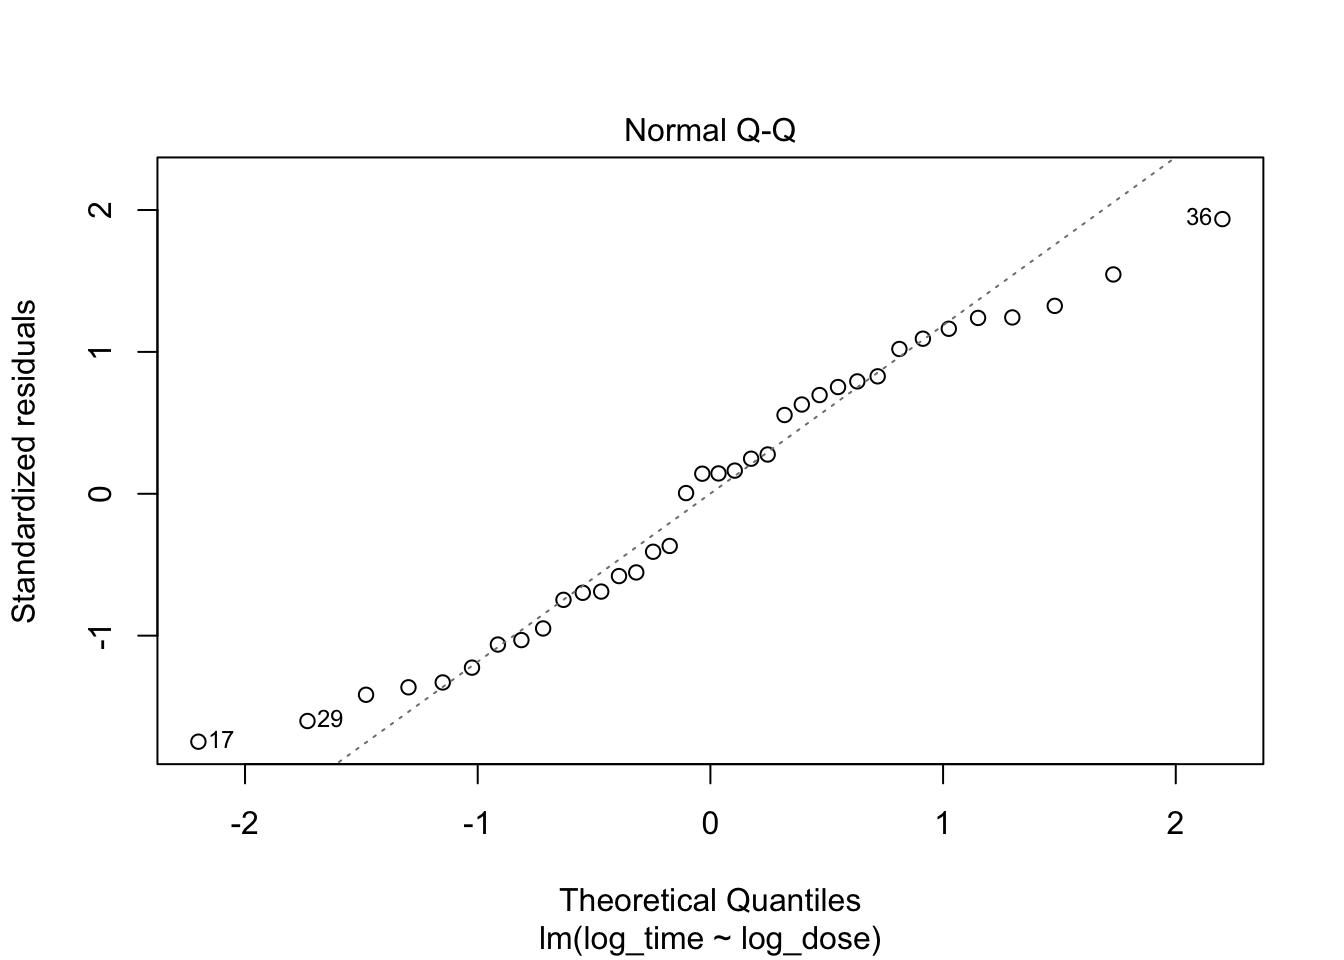 Normal Q-Q
2
1
0
-1
Standardized residuals
36
29
17
-2 -1 0 1 2
Theoretical Quantiles
lm(log_time ~ log_dose)